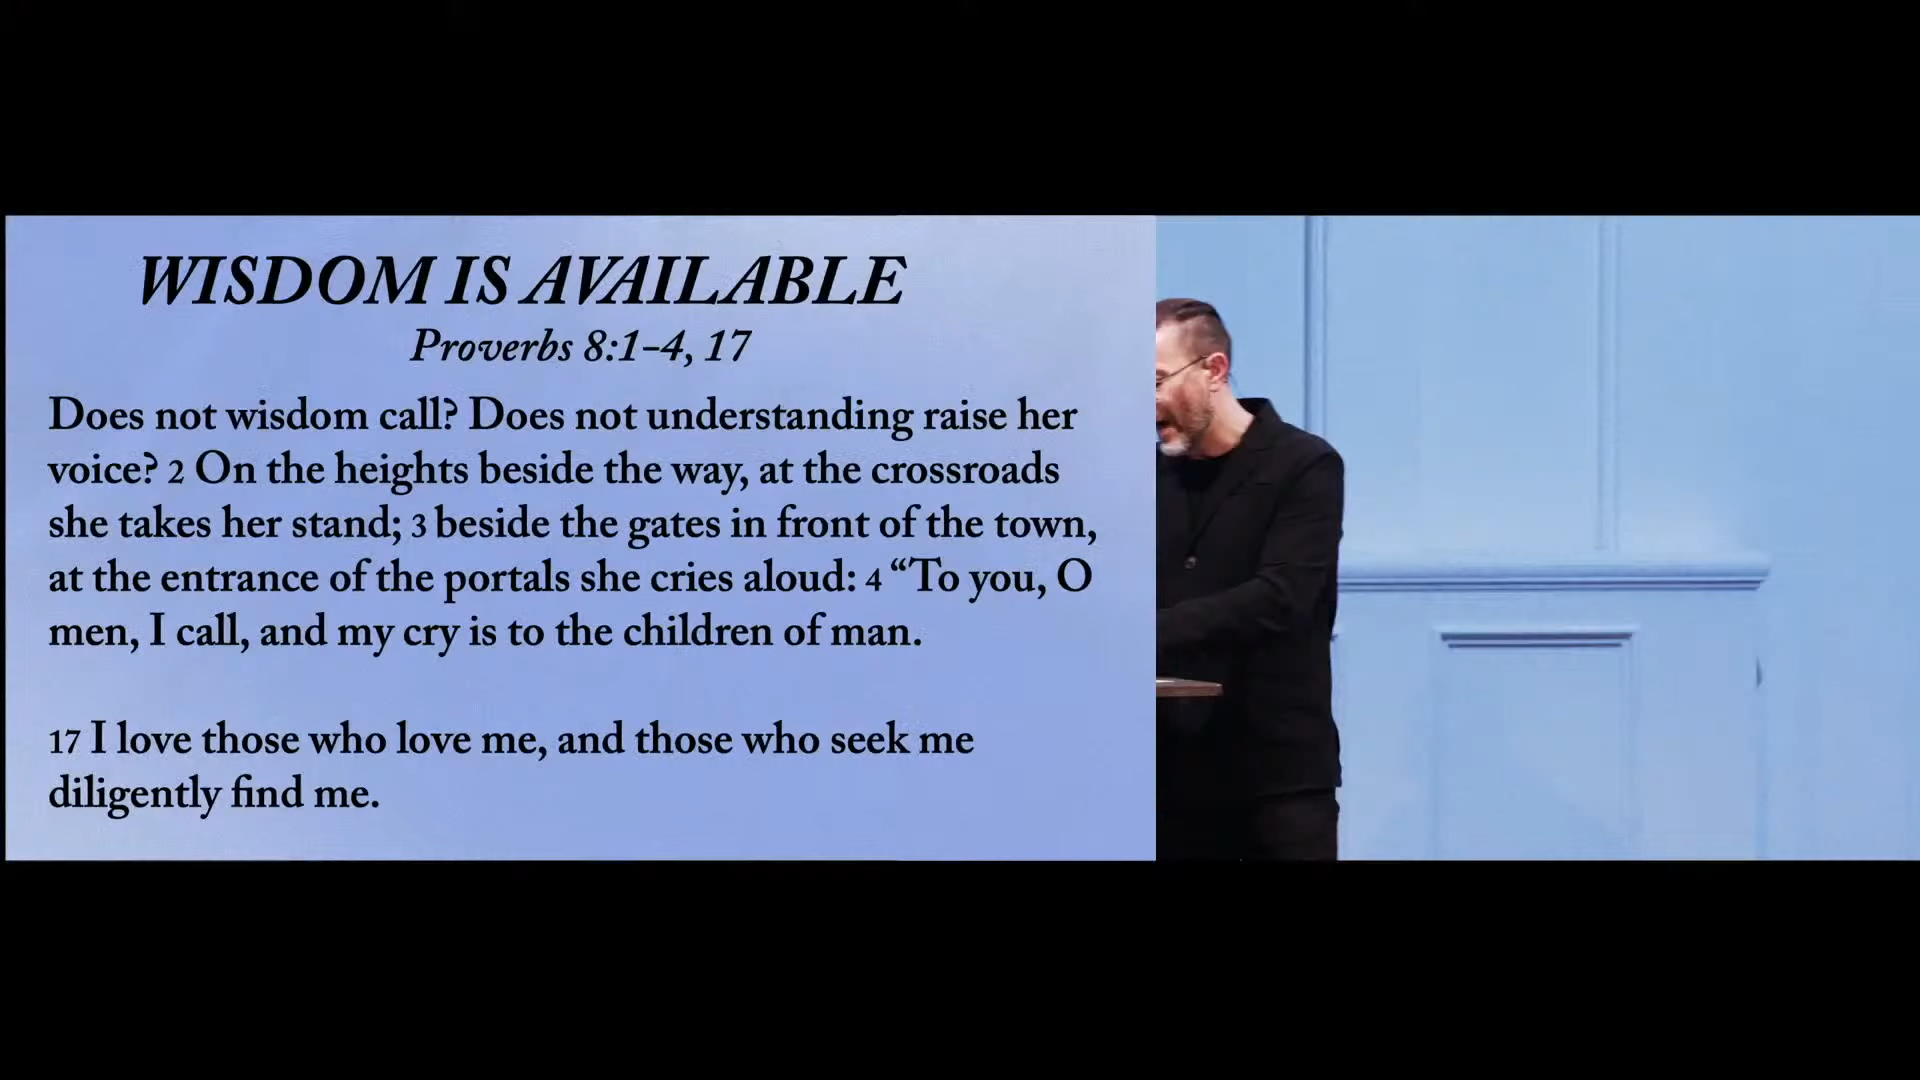 WISDOM IS AVAILABLE
Proverbs 8:1–4, 17
Does not wisdom call? Does not understanding raise her
voice? 2 On the heights beside the way, at the crossroads
she takes her stand; 3 beside the gates in front of the town,
at the entrance of the portals she cries aloud: 4 “To you, O
men, I call, and my cry is to the children of man.
17 I love those who love me, and those who seek me
diligently find me.